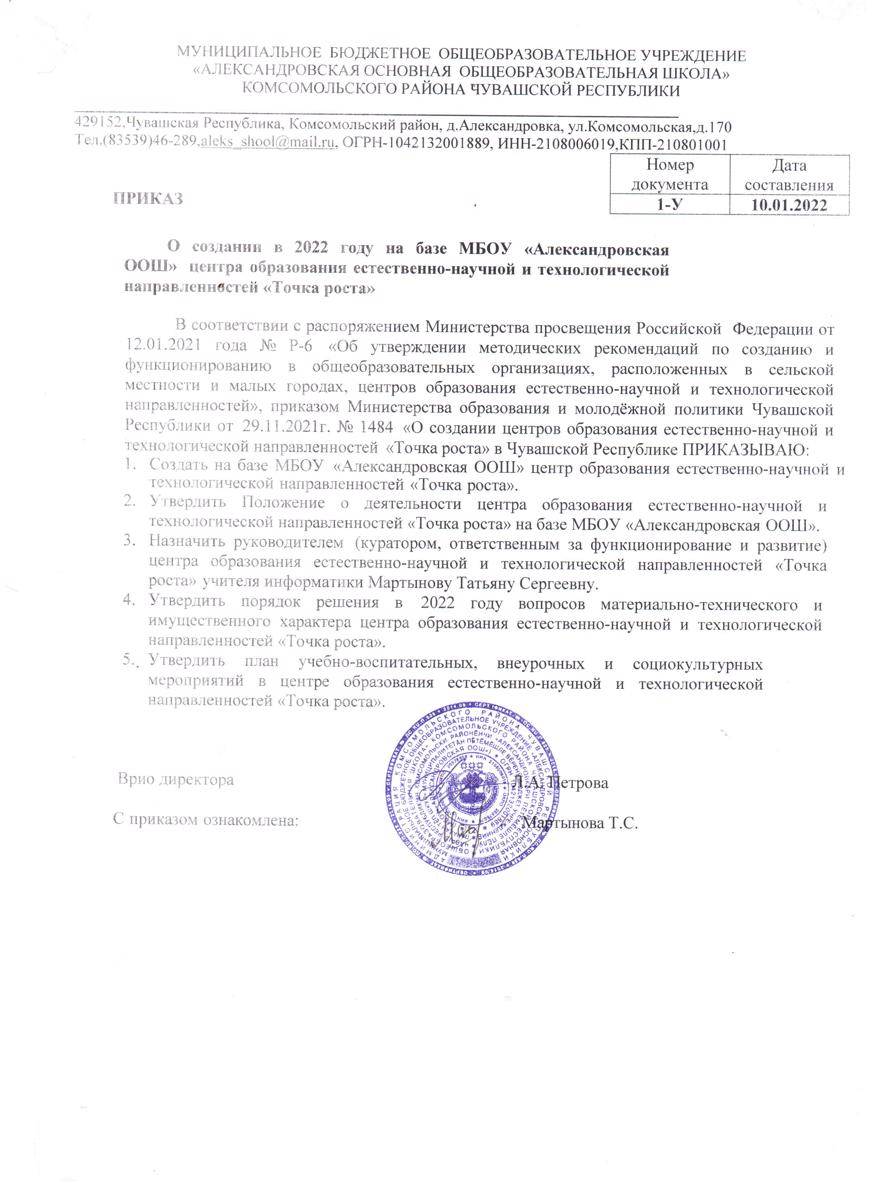 МУНИЦИПАЛЬНОЕ БЮДЖЕТНОЕ ОБЩЕОБРАЗОВАТЕЛЬНОЕ УЧРЕЖДЕНИЕ
«АЛЕКСАНДРОВСКАЯ ОСНОВНАЯ ОБЩЕОБРАЗОВАТЕЛЬНАЯ ШКОЛА»
КОМСОМОЛЬСКОГО РАЙОНА ЧУВАШСКОЙ РЕСПУБЛИКИ
429152,Чувашская Республика, Комсомольский район, д.Александровка, ул.Комсомольская,д.170
Тел.(83539)46-289,aleks_shool@mail.ru, ОГРН-1042132001889, ИНН-2108006019,КПП-210801001
Номер документа Дата составления
1-У 10.01.2022
ПРИКАЗ
О создании в 2022 году на базе МБОУ «Александровская
ООШ» центра образования естественно-научной и технологической
направленностей «Точка роста»
В соответствии с распоряжением Министерства просвещения Российской Федерации от
12.01.2021 года № Р-6 «Об утверждении методических рекомендаций по созданию и
функционированию в общеобразовательных организациях, расположенных в сельской
местности и малых городах, центров образования естественно-научной и технологической
направленностей», приказом Министерства образования и молодёжной политики Чувашской
Республики от 29.11.2021г. № 1484 «О создании центров образования естественно-научной и
технологической направленностей «Точка роста» в Чувашской Республике ПРИКАЗЫВАЮ:
1. Создать на базе МБОУ «Александровская ООШ» центр образования естественно-научной и
технологической направленностей «Точка роста».
2. Утвердить Положение о деятельности центра образования естественно-научной и
технологической направленностей «Точка роста» на базе МБОУ «Александровская ООШ».
3. Назначить руководителем (куратором, ответственным за функционирование и развитие)
центра образования естественно-научной и технологической направленностей «Точка
роста» учителя информатики Мартынову Татьяну Сергеевну.
4. Утвердить порядок решения в 2022 году вопросов материально-технического и
имущественного характера центра образования естественно-научной и технологической
направленностей «Точка роста».
5. Утвердить план учебно-воспитательных, внеурочных и социокультурных
мероприятий в центре образования естественно-научной и технологической
направленностей «Точка роста».
Врио директора Л.А. Петрова
С приказом ознакомлена: Мартынова Т.С.